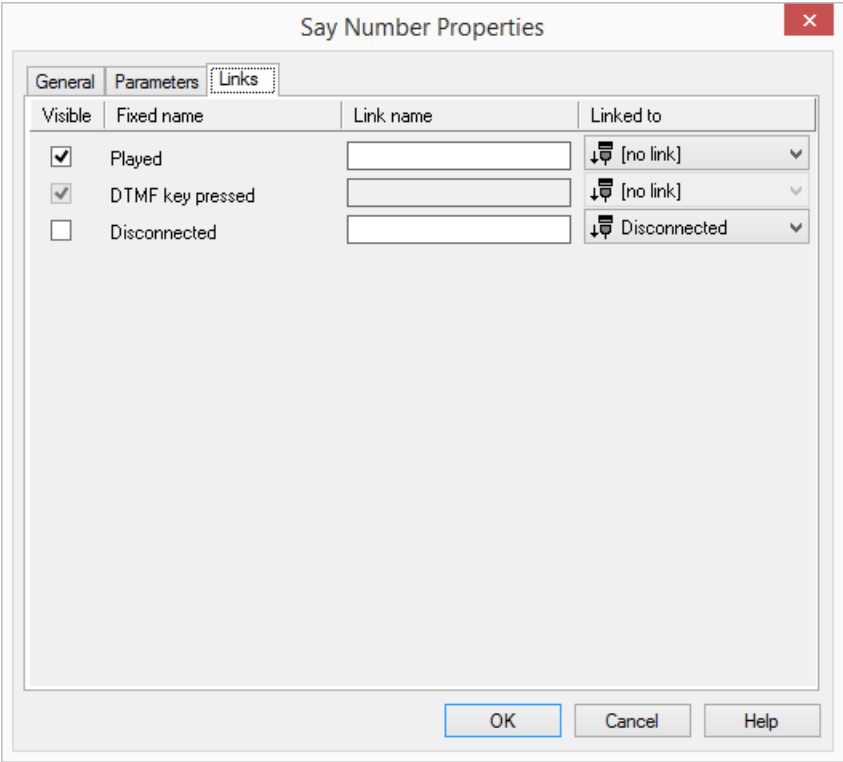 Say Number Properties
General Parameters Links
Visible Fixed name Link name Linked to
Played [no link]
DTMF key pressed [no link]
Disconnected Disconnected
OK Cancel Help